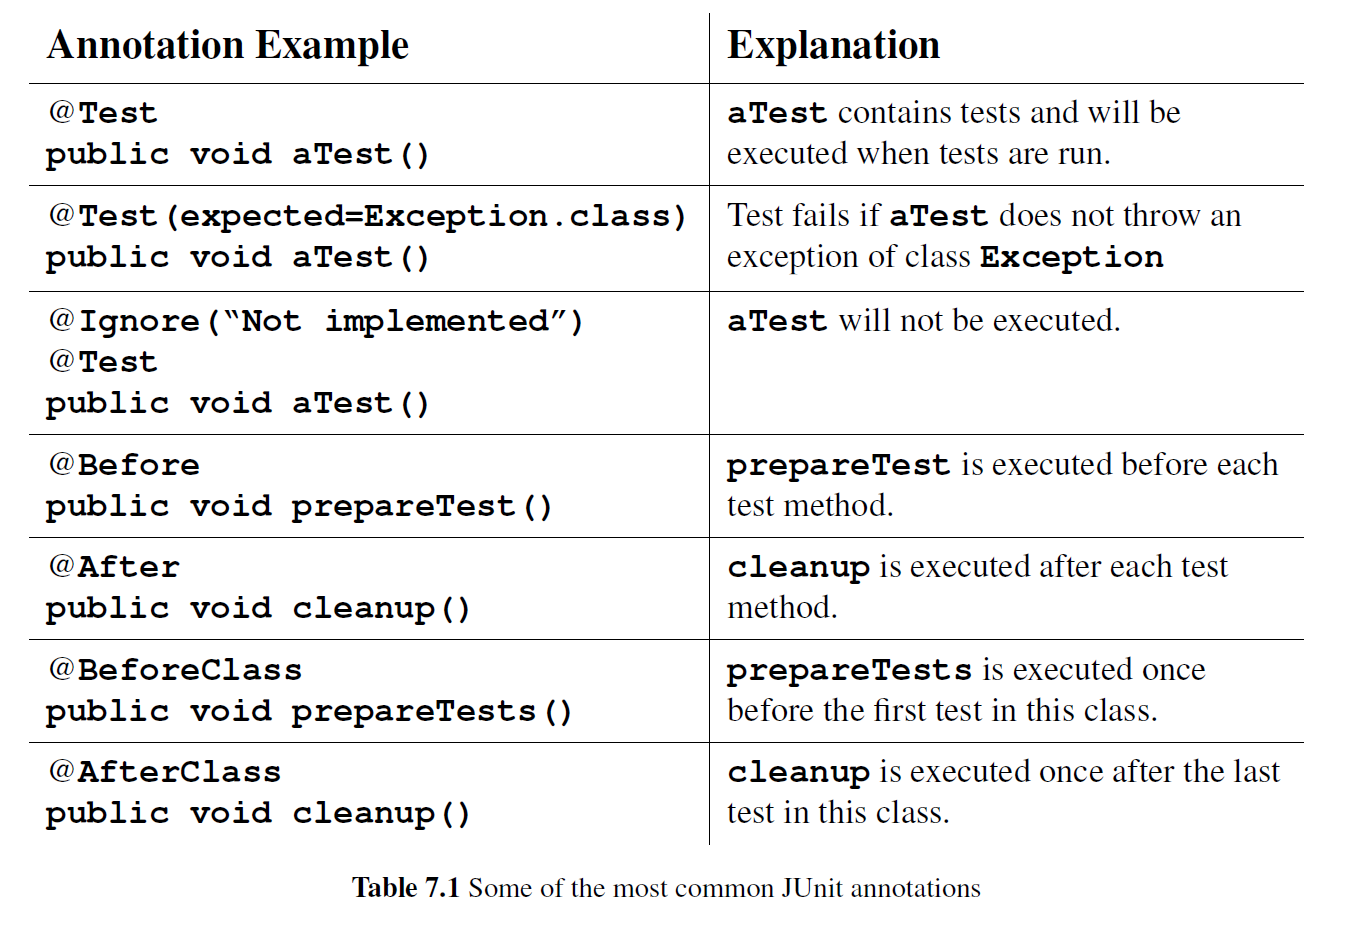 Annotation Example
Explanation
@Test
public void aTest()
aTest contains tests and will be
executed when tests are run.
@Test(expected=Exception.class)
public void aTest()
Test fails if aTest does not throw an
exception of class Exception
@Ignore(“Not implemented”)
@Test
public void aTest()
aTest will not be executed.
@Before
public void prepareTest()
prepareTest is executed before each
test method.
@After
public void cleanup()
cleanup is executed after each test
method.
@BeforeClass
public void prepareTests()
prepareTests is executed once
before the first test in this class.
@AfterClass
public void cleanup()
cleanup is executed once after the last
test in this class.
Table 7.1 Some of the most common JUnit annotations